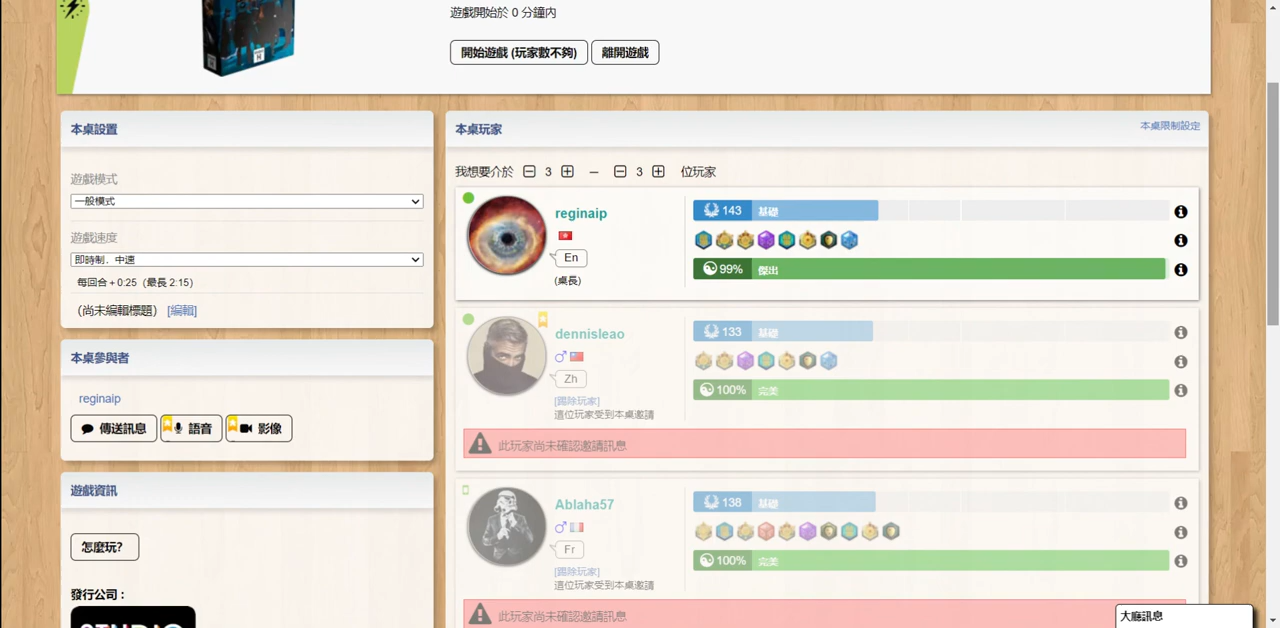 遊戲開始於 0 分鐘內
開始遊戲 (玩家數不夠)
離開遊戲
本桌設置
遊戲模式
一般模式
遊戲速度
即時制．中速
每回合 + 0:25（最長 2:15）
（尚未編輯標題） [編輯]
本桌參與者
reginaip
傳送訊息
語音
影像
遊戲資訊
怎麼玩?
發行公司 :
STUDIO
本桌玩家
本桌限制設定
我想要介於 3 — 3 位玩家
reginaip
En
(桌長)
143 基礎
99% 傑出
dennisleao
Zh
[踢除玩家]
這位玩家受到本桌邀請
133 基礎
100% 完美
此玩家尚未確認邀請訊息
Ablaha57
Fr
[踢除玩家]
這位玩家受到本桌邀請
138 基礎
100% 完美
此玩家尚未確認邀請訊息
大廳訊息